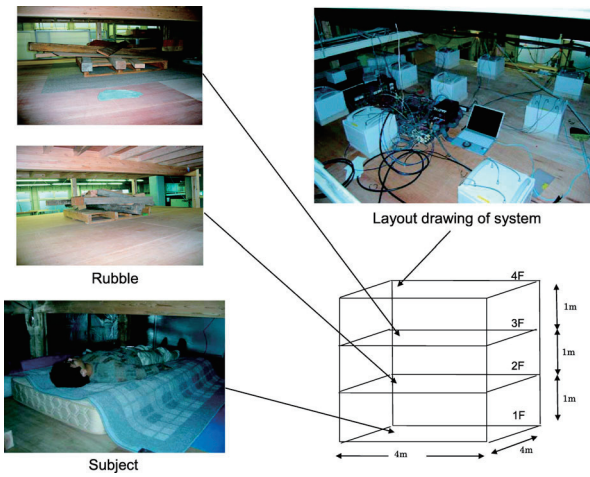 Layout drawing of system
Rubble
4F
1m
3F
1m
2F
1m
1F
4m
4m
Subject